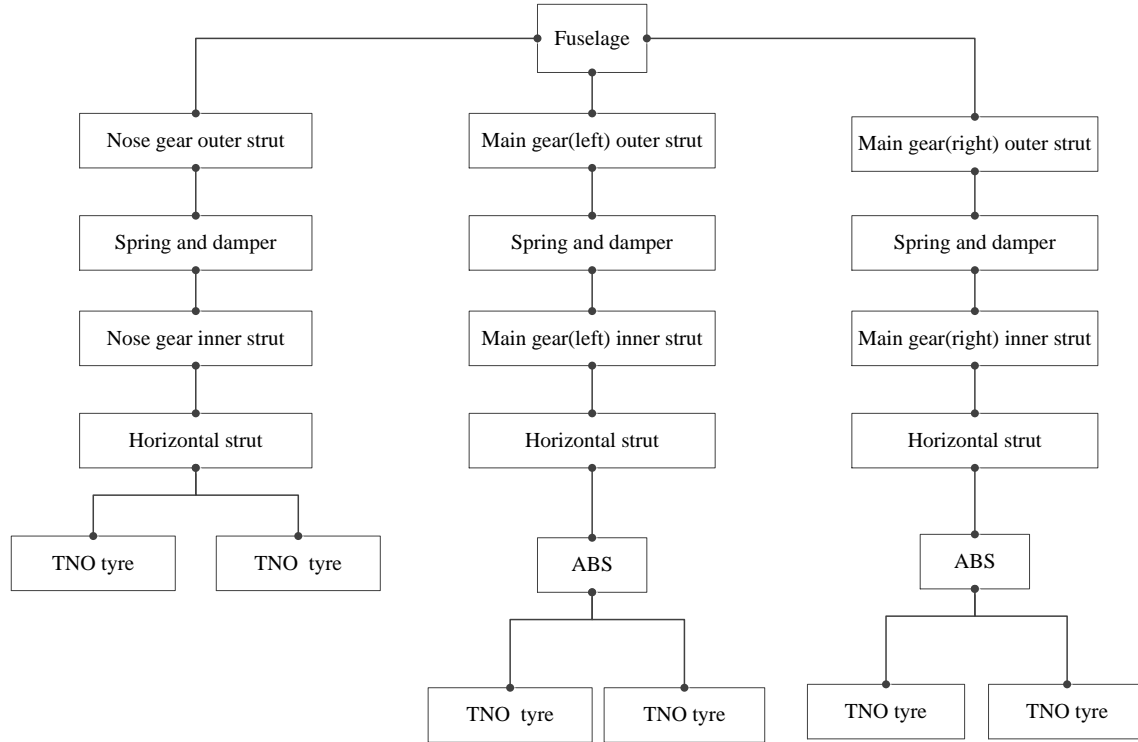 Fuselage
Nose gear outer strut
Main gear(left) outer strut
Main gear(right) outer strut
Spring and damper
Spring and damper
Spring and damper
Nose gear inner strut
Main gear(left) inner strut
Main gear(right) inner strut
Horizontal strut
Horizontal strut
Horizontal strut
TNO tyre
TNO tyre
ABS
ABS
TNO tyre
TNO tyre
TNO tyre
TNO tyre